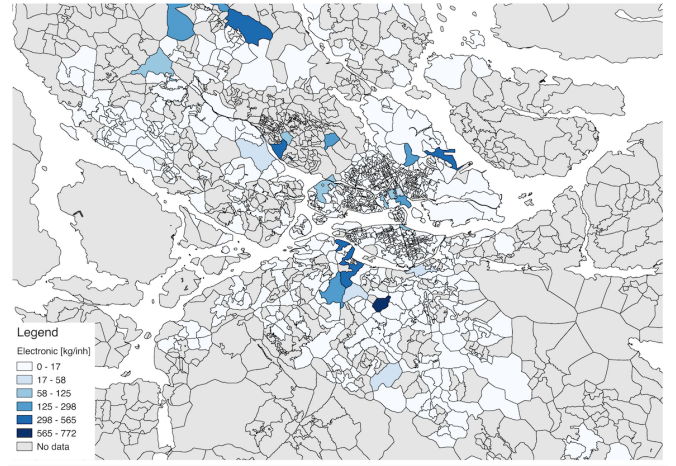 Legend
Electronic [kg/inh]
0 - 17
17 - 58
58 - 125
125 - 298
298 - 565
565 - 772
No data